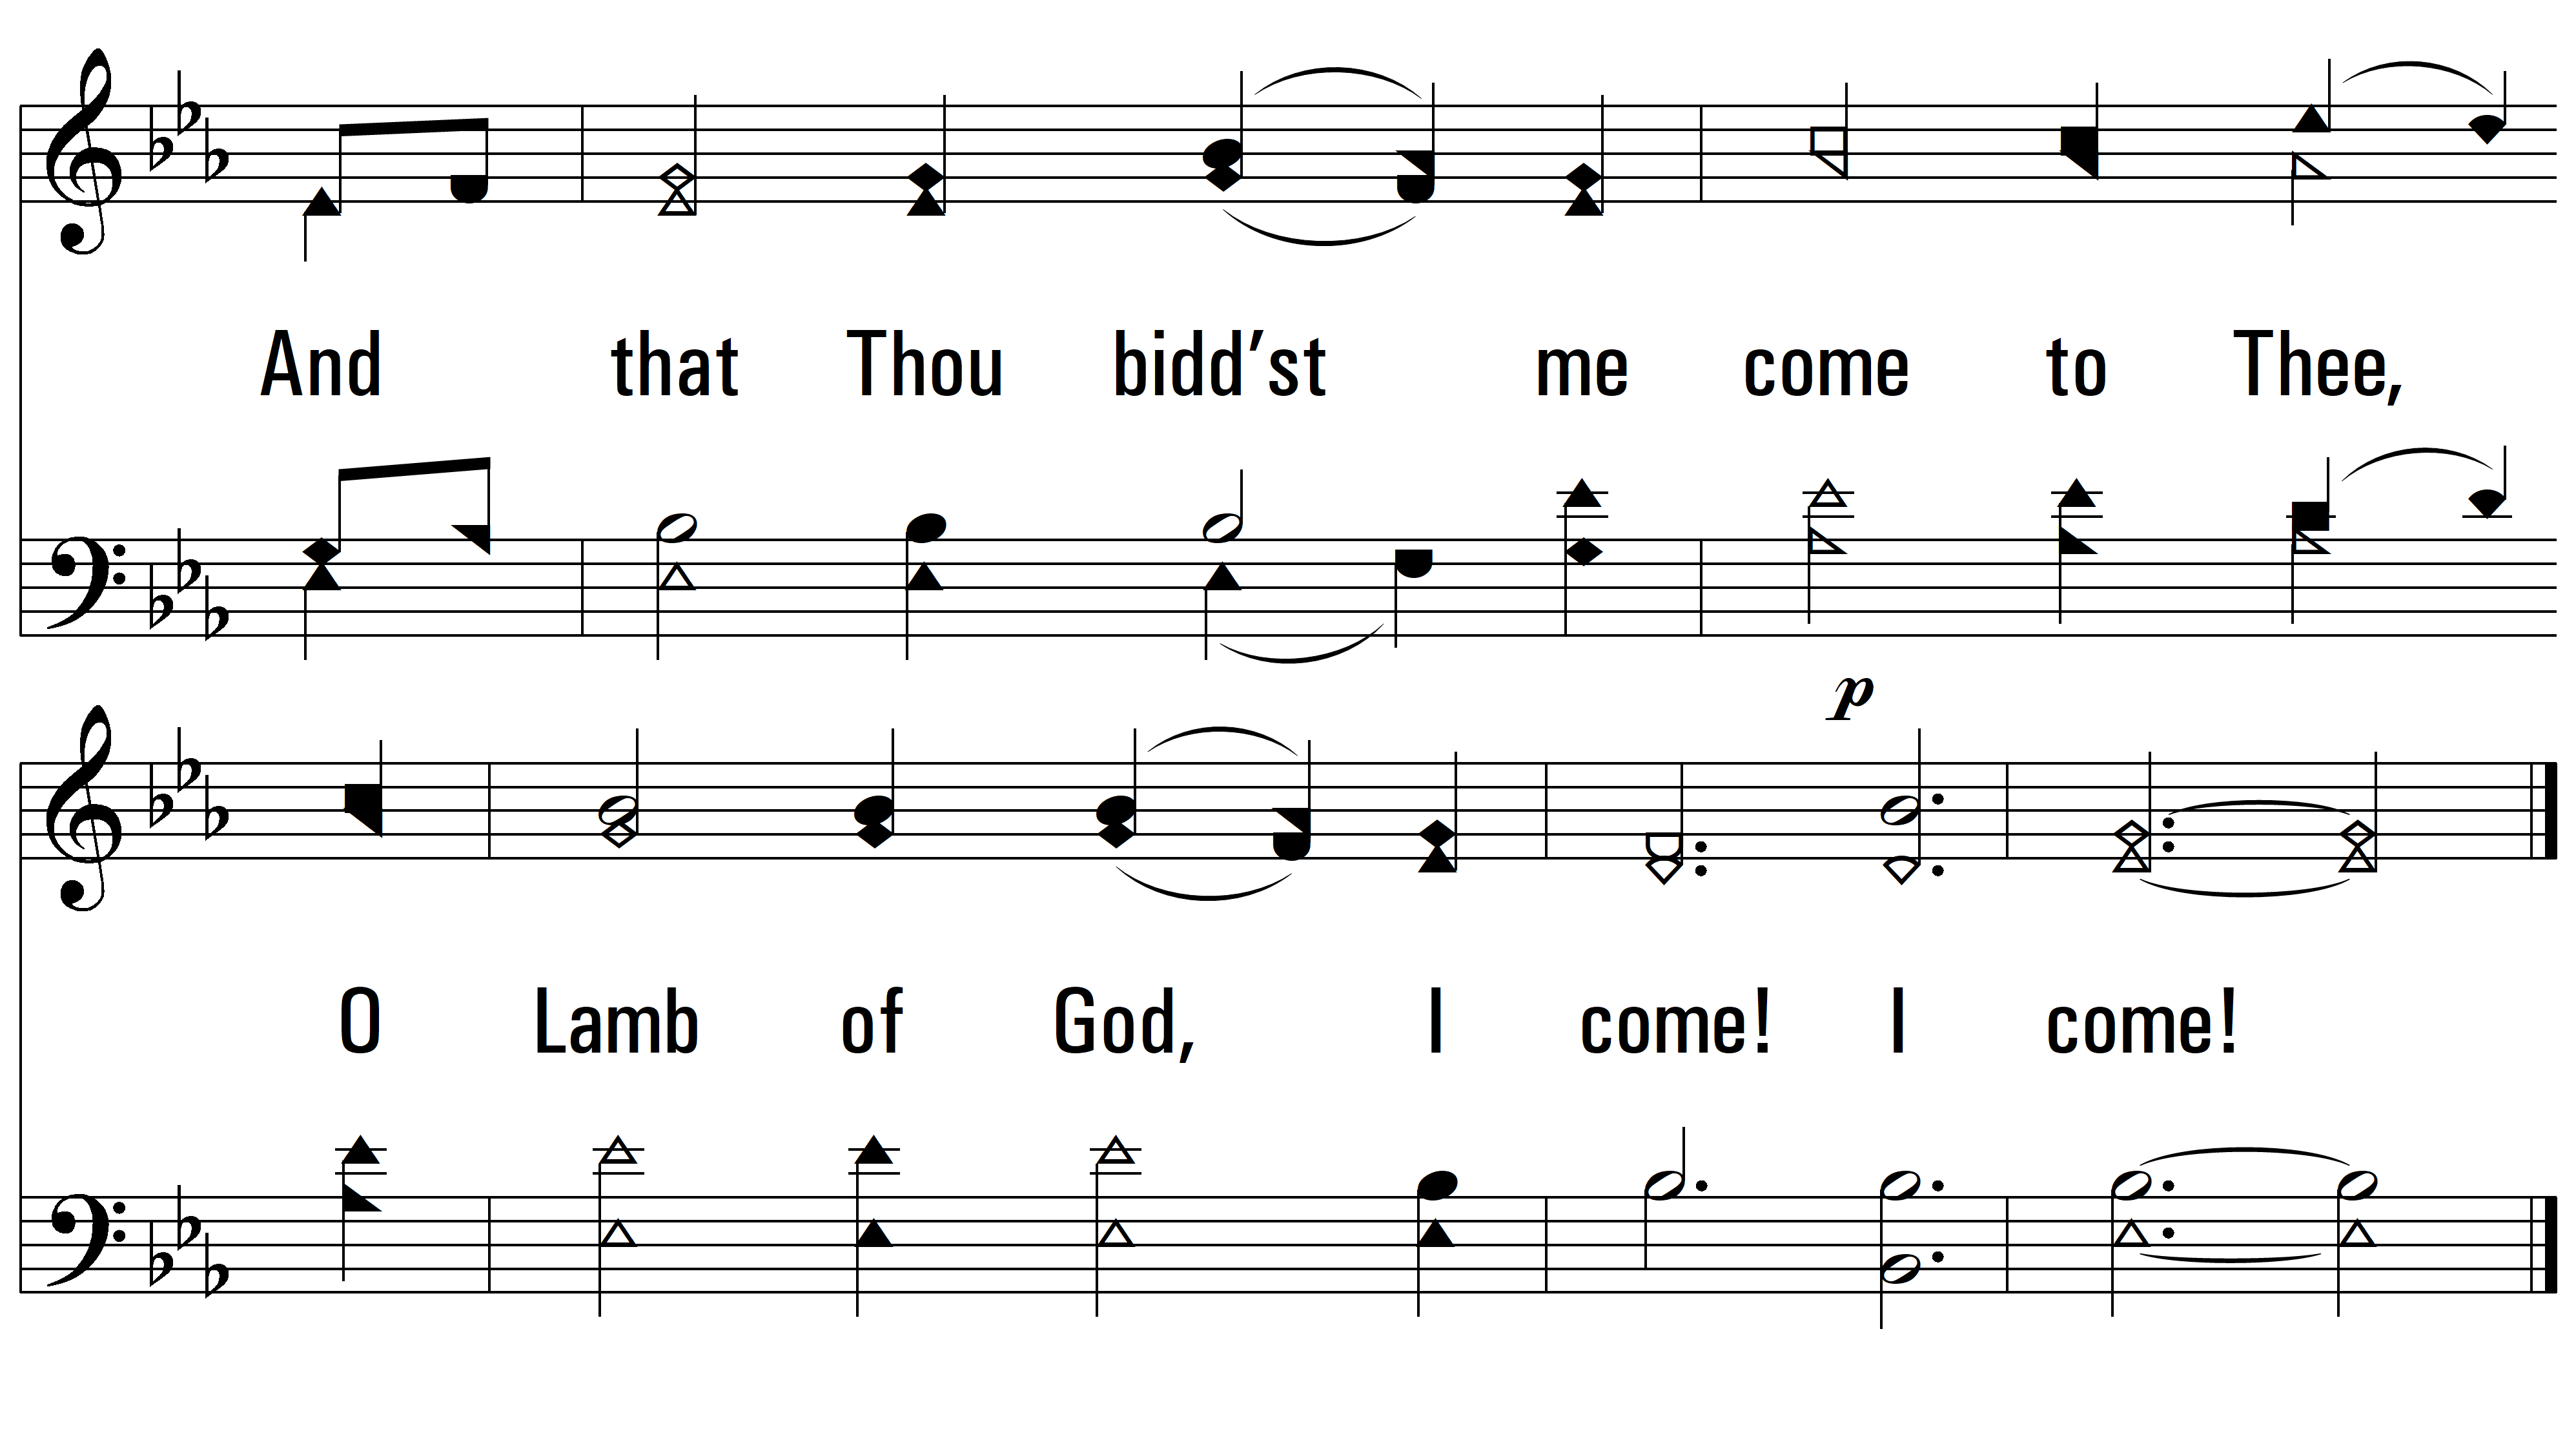 And that Thou bidd’st me come to Thee,
p
O Lamb of God, I come! I come!